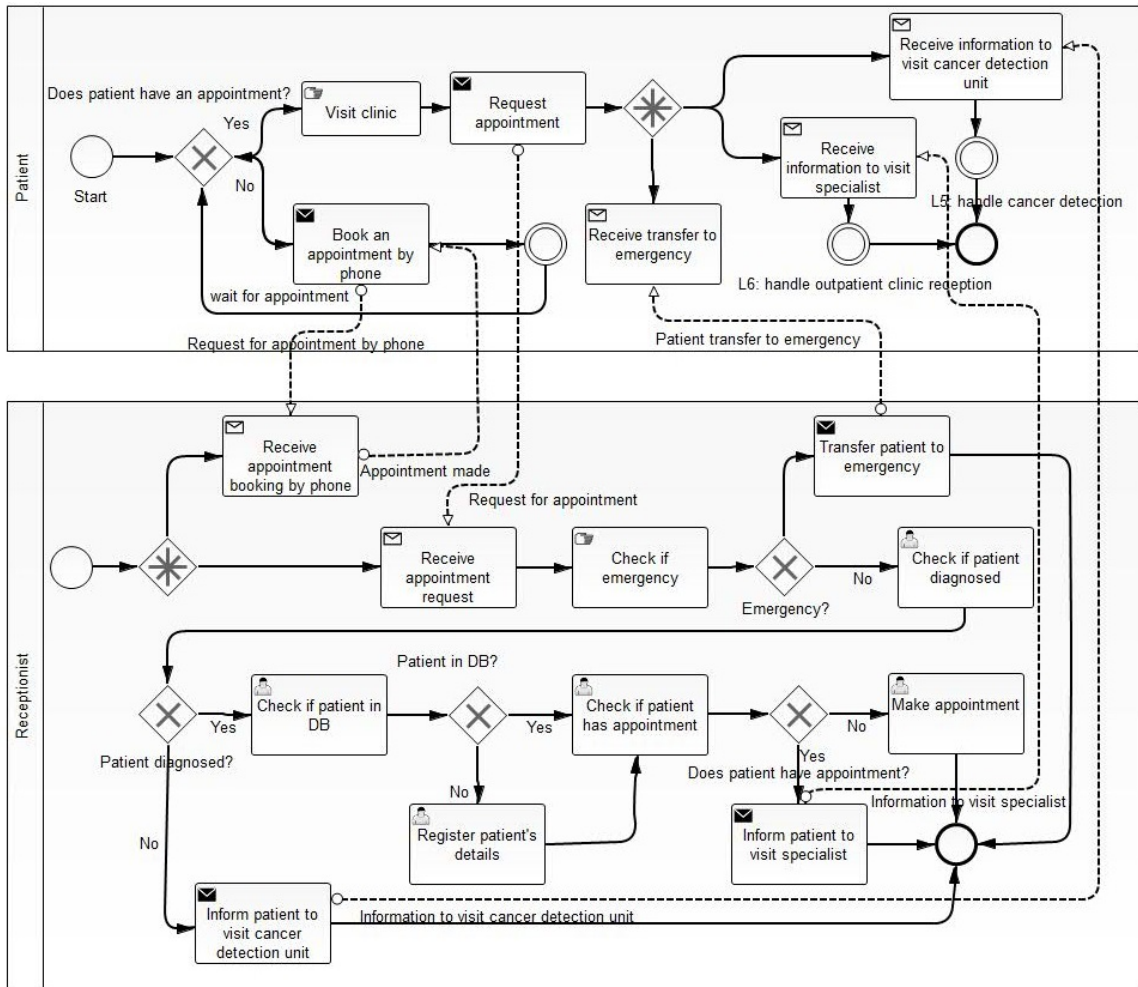 Patient
Does patient have an appointment?
Yes
No
Start
Visit clinic
Request
appointment
Receive information to
visit cancer detection
unit
Receive
information to visit
specialist
L5: handle cancer detection
Book an
appointment by
phone
Receive transfer to
emergency
wait for appointment
L6: handle outpatient clinic reception
Request for appointment by phone
Patient transfer to emergency
Receptionist
Receive
appointment
booking by phone
Appointment made
Transfer patient to
emergency
Request for appointment
Receive
appointment
request
Check if
emergency
Emergency?
No
Check if patient
diagnosed
Patient in DB?
Patient diagnosed?
Yes
Check if patient in
DB
Yes
Check if patient
has appointment
No
Make appointment
Yes
Does patient have appointment?
No
Register patient's
details
Inform patient to
visit specialist
Information to visit specialist
No
Inform patient to
visit cancer
detection unit
Information to visit cancer detection unit